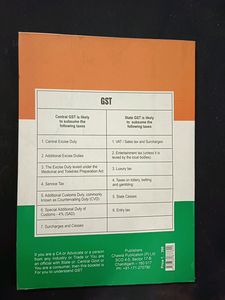 GST
Central GST is likely
to subsume the
following taxes
State GST is likely
to subsume the
following taxes
1. Central Excise Duty
1. VAT / Sales tax and Surcharges
2. Additional Excise Duties
2. Entertainment tax (unless it is
levied by the local bodies)
3. The Excise Duty levied under the
Medicinal and Toiletries Preparation Act
3. Luxury tax
4. Service Tax
4. Taxes on lottery, betting
and gambling
5. Additional Customs Duty, commonly
known as Countervailing Duty (CVD)
5. State Cesses
6. Special Additional Duty of
Customs - 4% (SAD)
6. Entry tax
7. Surcharges and Cesses
If you are a CA or Advocate or a person
from any industry or Trade or You are
an official with State or Central Govt or
You are a consumer, then this booklet is
For you to understand GST
Publishers
Chawla Publication (P) Ltd
Chandigarh